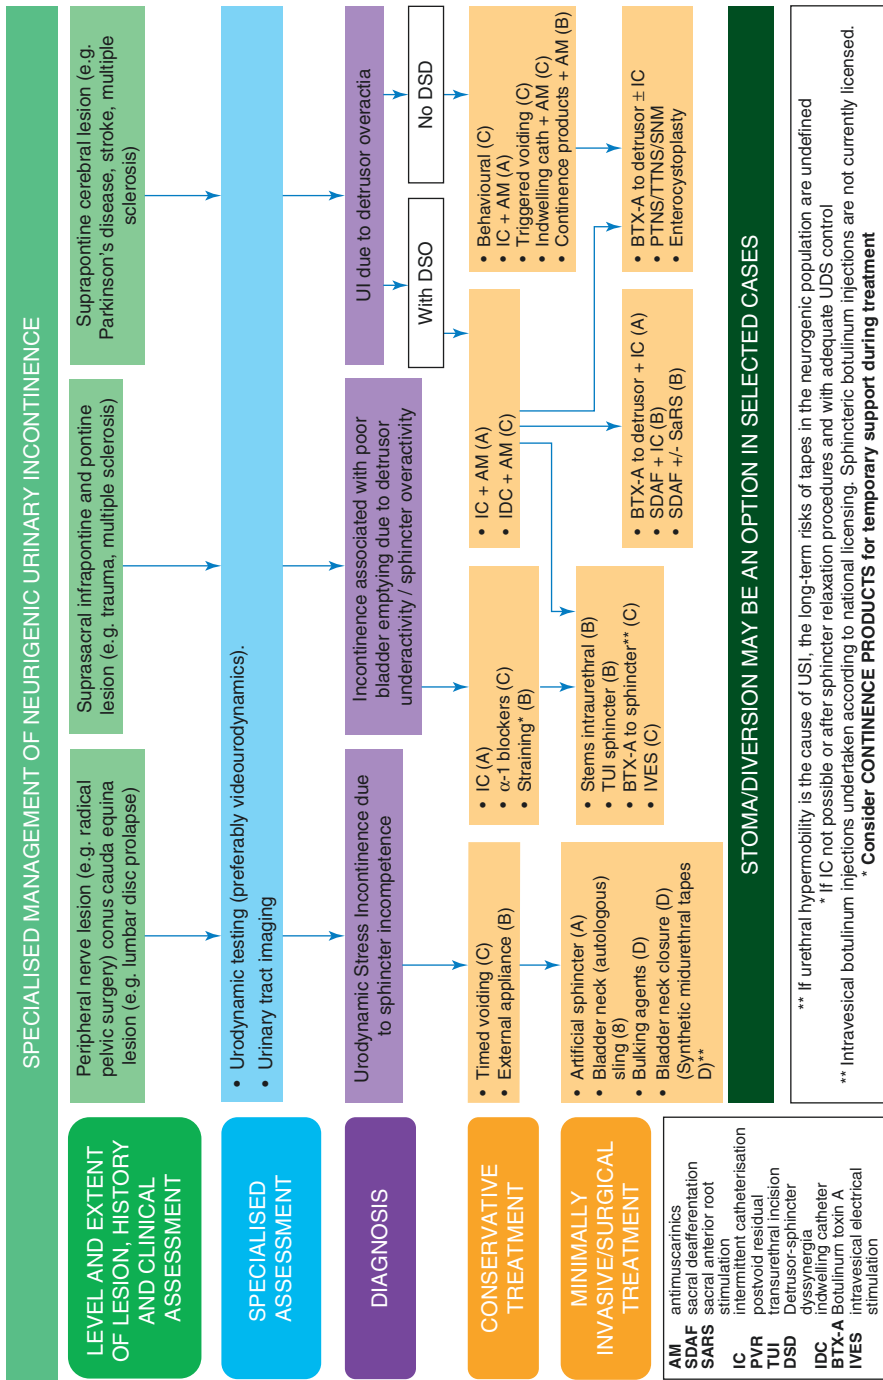 SPECIALISED MANAGEMENT OF NEURIGENIC URINARY INCONTINENCE
LEVEL AND EXTENT
OF LESION, HISTORY
AND CLINICAL
ASSESSMENT
Peripheral nerve lesion (e.g. radical
pelvic surgery) conus cauda equina
lesion (e.g. lumbar disc prolapse)
Suprasacral infrapontine and pontine
lesion (e.g. trauma, multiple sclerosis)
Suprapontine cerebral lesion (e.g.
Parkinson's disease, stroke, multiple
sclerosis)
SPECIALISED
ASSESSMENT
• Urodynamic testing (preferably videourodynamics).
• Urinary tract imaging
DIAGNOSIS
Urodynamic Stress Incontinence due
to sphincter incompetence
Incontinence associated with poor
bladder emptying due to detrusor
underactivity / sphincter overactivity
UI due to detrusor overactia
With DSO
No DSD
CONSERVATIVE
TREATMENT
• Timed voiding (C)
• External appliance (B)
• IC (A)
• α-1 blockers (C)
• Straining* (B)
• IC + AM (A)
• IDC + AM (C)
• Behavioural (C)
• IC + AM (A)
• Triggered voiding (C)
• Indwelling cath + AM (C)
• Continence products + AM (B)
MINIMALLY
INVASIVE/SURGICAL
TREATMENT
• Artificial sphincter (A)
• Bladder neck (autologous
sling (8)
• Bulking agents (D)
• Bladder neck closure (D)
(Synthetic midurethral tapes
D)**
• Stems intraurethral (B)
• TUI sphincter (B)
• BTX-A to sphincter** (C)
• IVES (C)
• BTX-A to detrusor + IC (A)
• SDAF + IC (B)
• SDAF +/- SaRS (B)
• BTX-A to detrusor ± IC
• PTNS/TTNS/SNM
• Enterocystoplasty
STOMA/DIVERSION MAY BE AN OPTION IN SELECTED CASES
AM antimuscarinics
SDAF sacral deafferentation
SARS sacral anterior root
stimulation
IC intermittent catheterisation
PVR postvoid residual
TUI transurethral incision
DSD Detrusor-sphincter
dyssynergia
IDC indwelling catheter
BTX-A Botulinum toxin A
IVES intravesical electrical
stimulation
** If urethral hypermobility is the cause of USI, the long-term risks of tapes in the neurogenic population are undefined
* If IC not possible or after sphincter relaxation procedures and with adequate UDS control
** Intravesical botulinum injections undertaken according to national licensing. Sphincteric botulinum injections are not currently licensed.
* Consider CONTINENCE PRODUCTS for temporary support during treatment